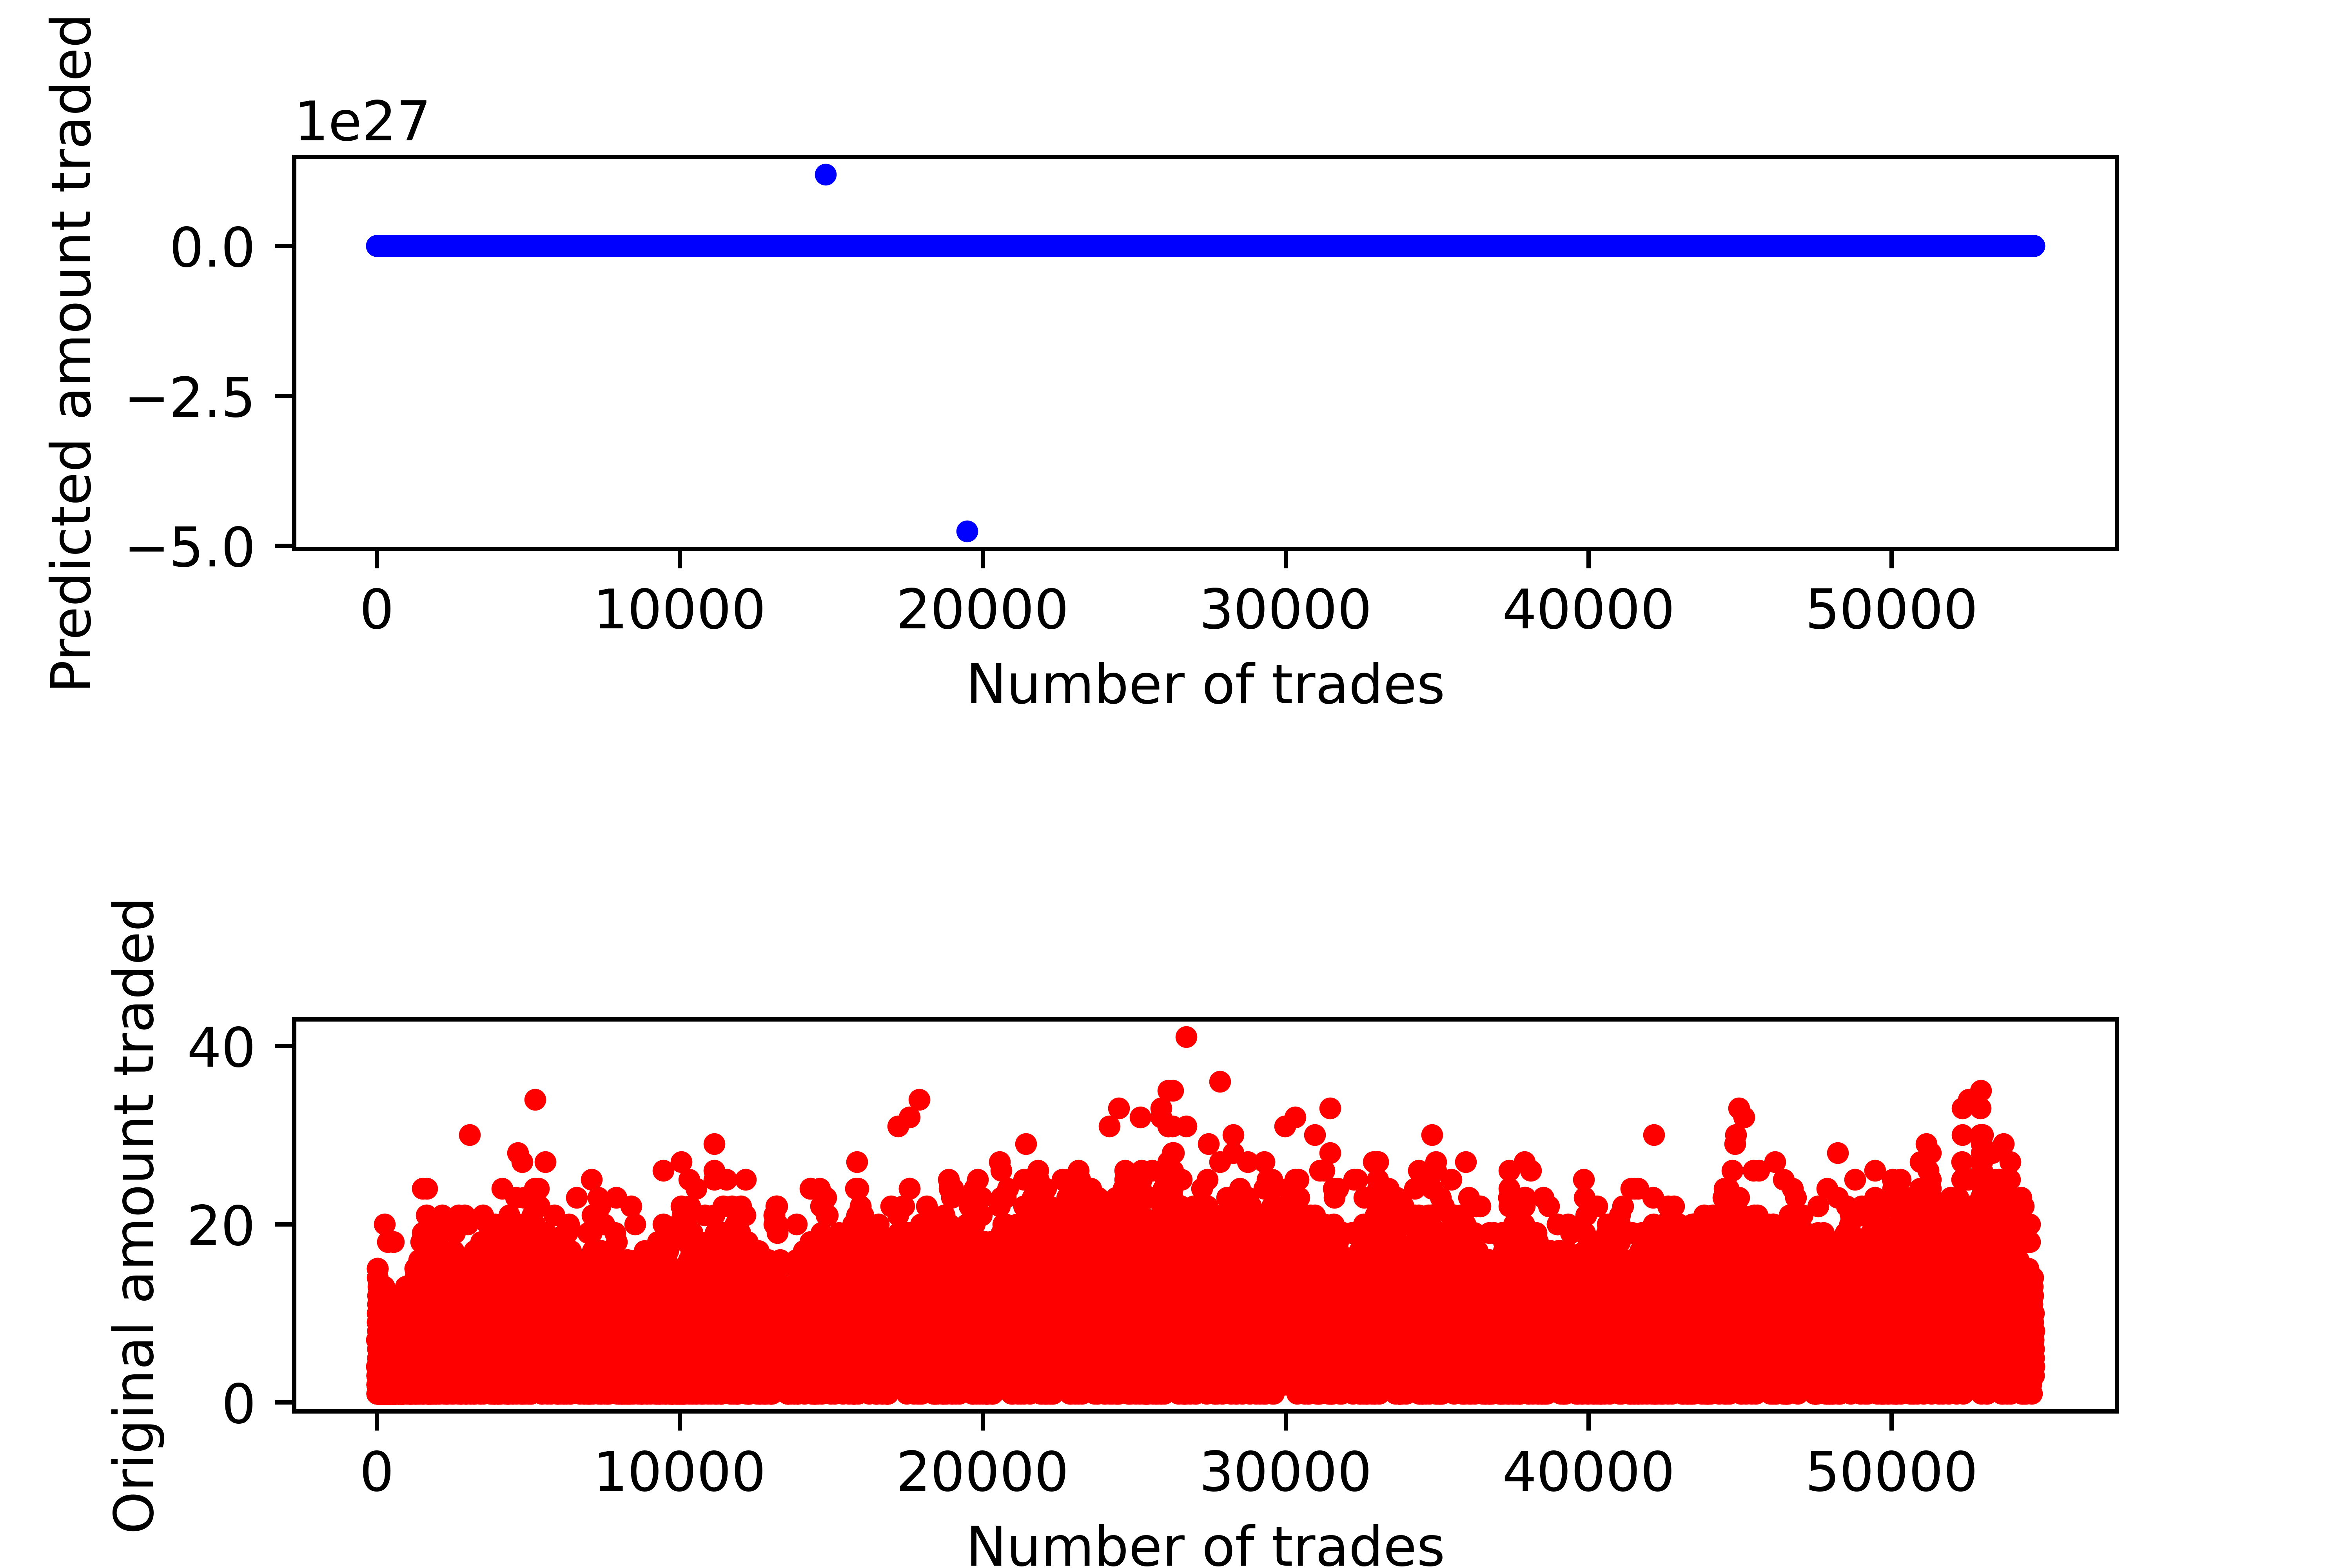 Predicted amount traded
1e27
0.0
−2.5
−5.0
0 10000 20000 30000 40000 50000
Number of trades
Original amount traded
40
20
0
0 10000 20000 30000 40000 50000
Number of trades